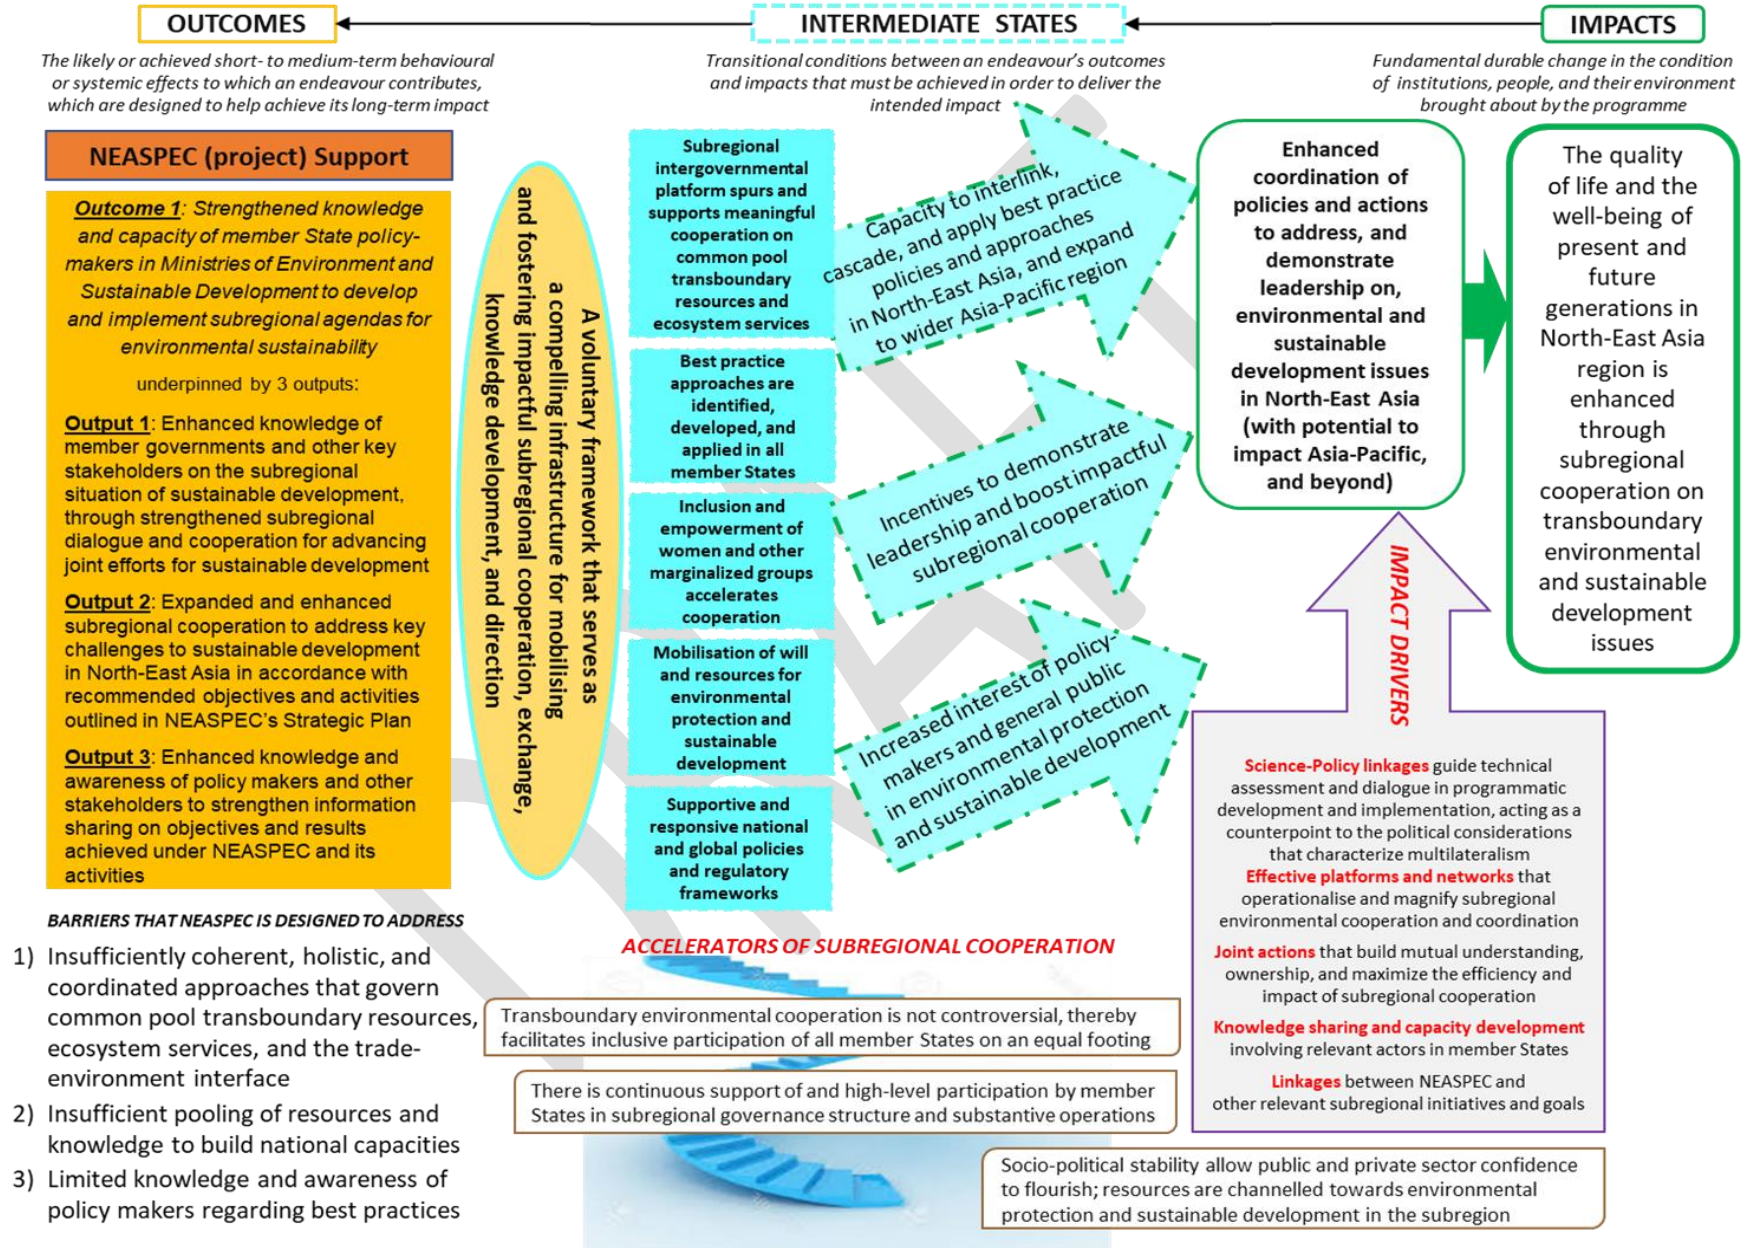 OUTCOMES
INTERMEDIATE STATES
IMPACTS
The likely or achieved short- to medium-term behavioural
or systemic effects to which an endeavour contributes,
which are designed to help achieve its long-term impact
Transitional conditions between an endeavour's outcomes
and impacts that must be achieved in order to deliver the
intended impact
Fundamental durable change in the condition
of institutions, people, and their environment
brought about by the programme
NEASPEC (project) Support
Outcome 1: Strengthened knowledge
and capacity of member State policy-
makers in Ministries of Environment and
Sustainable Development to develop
and implement subregional agendas for
environmental sustainability
underpinned by 3 outputs:
Output 1: Enhanced knowledge of
member governments and other key
stakeholders on the subregional
situation of sustainable development,
through strengthened subregional
dialogue and cooperation for advancing
joint efforts for sustainable development
Output 2: Expanded and enhanced
subregional cooperation to address key
challenges to sustainable development
in North-East Asia in accordance with
recommended objectives and activities
outlined in NEASPEC's Strategic Plan
Output 3: Enhanced knowledge and
awareness of policy makers and other
stakeholders to strengthen information
sharing on objectives and results
achieved under NEASPEC and its
activities
A voluntary framework that serves as
a compelling infrastructure for mobilising
and fostering impactful subregional cooperation, exchange,
knowledge development, and direction
Subregional
intergovernmental
platform spurs and
supports meaningful
cooperation on
common pool
transboundary
resources and
ecosystem services
Best practice
approaches are
identified,
developed, and
applied in all
member States
Inclusion and
empowerment of
women and other
marginalized groups
accelerates
cooperation
Mobilisation of will
and resources for
environmental
protection and
sustainable
development
Supportive and
responsive national
and global policies
and regulatory
frameworks
Capacity to interlink,
cascade, and apply best practice
policies and approaches
in North-East Asia, and expand
to wider Asia-Pacific region
Incentives to demonstrate
leadership and boost impactful
subregional cooperation
Increased interest of policy-
makers and general public
in environmental protection
and sustainable development
Enhanced
coordination of
policies and actions
to address, and
demonstrate
leadership on,
environmental and
sustainable
development issues
in North-East Asia
(with potential to
impact Asia-Pacific,
and beyond)
The quality
of life and the
well-being of
present and
future
generations in
North-East Asia
region is
enhanced
through
subregional
cooperation on
transboundary
environmental
and sustainable
development
issues
IMPACT DRIVERS
Science-Policy linkages guide technical
assessment and dialogue in programmatic
development and implementation, acting as a
counterpoint to the political considerations
that characterize multilateralism
Effective platforms and networks that
operationalise and magnify subregional
environmental cooperation and coordination
Joint actions that build mutual understanding,
ownership, and maximize the efficiency and
impact of subregional cooperation
Knowledge sharing and capacity development
involving relevant actors in member States
Linkages between NEASPEC and
other relevant subregional initiatives and goals
BARRIERS THAT NEASPEC IS DESIGNED TO ADDRESS
1) Insufficiently coherent, holistic, and
coordinated approaches that govern
common pool transboundary resources,
ecosystem services, and the trade-
environment interface
2) Insufficient pooling of resources and
knowledge to build national capacities
3) Limited knowledge and awareness of
policy makers regarding best practices
ACCELERATORS OF SUBREGIONAL COOPERATION
Transboundary environmental cooperation is not controversial, thereby
facilitates inclusive participation of all member States on an equal footing
There is continuous support of and high-level participation by member
States in subregional governance structure and substantive operations
Socio-political stability allow public and private sector confidence
to flourish; resources are channelled towards environmental
protection and sustainable development in the subregion